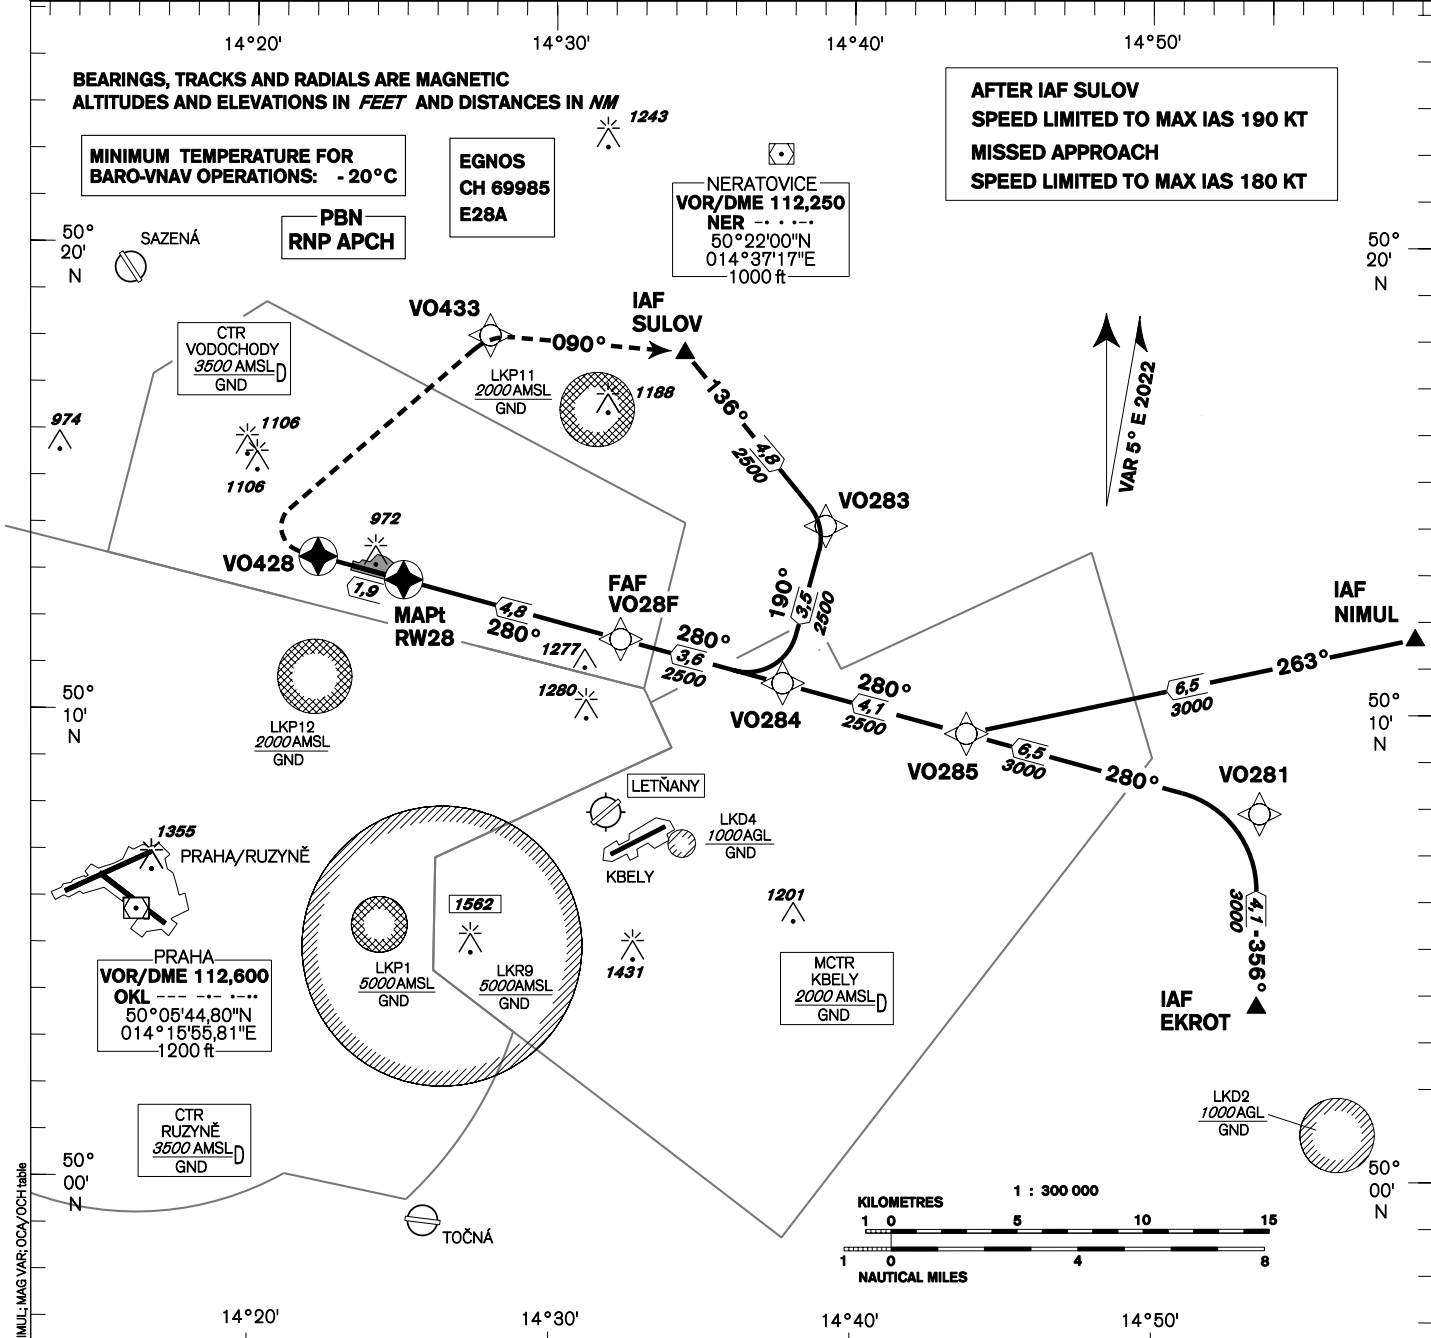 14°20'
14°30'
14°40'
14°50'
BEARINGS, TRACKS AND RADIALS ARE MAGNETIC
ALTITUDES AND ELEVATIONS IN FEET AND DISTANCES IN NM
AFTER IAF SULOV
SPEED LIMITED TO MAX IAS 190 KT
MISSED APPROACH
SPEED LIMITED TO MAX IAS 180 KT
1243
MINIMUM TEMPERATURE FOR
BARO-VNAV OPERATIONS: -20°C
EGNOS
CH 69985
E28A
PBN
RNP APCH
NERATOVICE
VOR/DME 112,250
NER -· · · -·
50°22'00"N
014°37'17"E
1000 ft
50°
20'
N
SAZENÁ
50°
20'
N
VO433
IAF
SULOV
090°
CTR
VODOCHODY
3500 AMSL D
GND
LKP11
2000 AMSL
GND
1188
136°
4,8
2500
VAR 5° E 2022
974
1106
1106
VO283
972
VO428
1,9
MAPt
RW28
4,8
280°
FAF
VO28F
190°
3,5
2500
280°
3,6
2500
IAF
NIMUL
263°
6,5
3000
1277
1280
50°
10'
N
LKP12
2000 AMSL
GND
VO284
280°
4,1
2500
50°
10'
N
VO285
6,5
3000
280°
VO281
LETŇANY
LKD4
1000 AGL
GND
KBELY
1355
PRAHA/RUZYNĚ
1562
1201
4,1
3000
356°
LKP1
5000 AMSL
GND
LKR9
5000 AMSL
GND
1431
MCTR
KBELY
2000 AMSL D
GND
IAF
EKROT
PRAHA
VOR/DME 112,600
OKL --- -·- ·-··
50°05'44,80"N
014°15'55,81"E
1200 ft
LKD2
1000 AGL
GND
CTR
RUZYNĚ
3500 AMSL D
GND
50°
00'
N
50°
00'
N
TOČNÁ
1 : 300 000
KILOMETRES
1 0 5 10 15
1 0 4 8
NAUTICAL MILES
IMUL; MAG VAR; OCA/OCH table
14°20'
14°30'
14°40'
14°50'